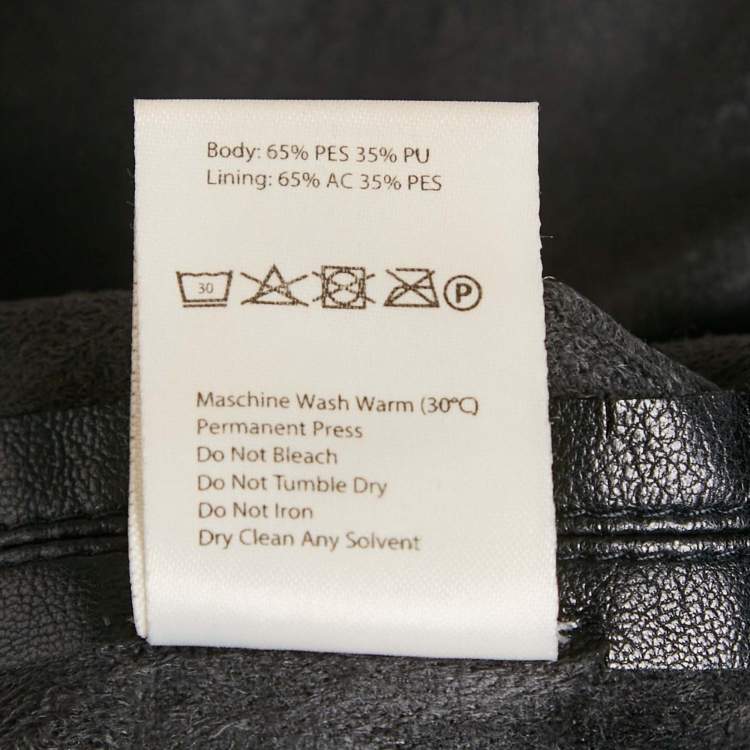 Body: 65% PES 35% PU
Lining: 65% AC 35% PES
30 P
Maschine Wash Warm (30°C)
Permanent Press
Do Not Bleach
Do Not Tumble Dry
Do Not Iron
Dry Clean Any Solvent